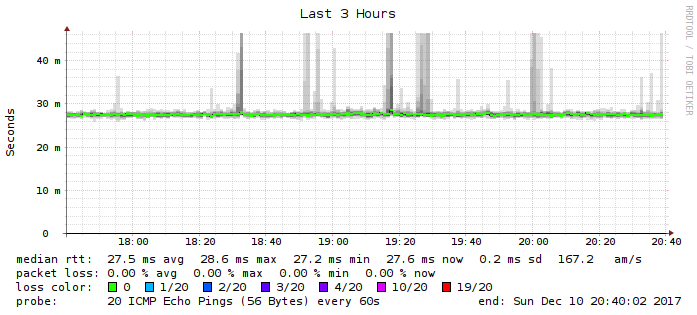 Last 3 Hours
RRDTOOL / TOBI OETIKER
Seconds
40 m
30 m
20 m
10 m
0
18:00 18:20 18:40 19:00 19:20 19:40 20:00 20:20 20:40
median rtt: 27.5 ms avg 28.6 ms max 27.2 ms min 27.6 ms now 0.2 ms sd 167.2 am/s
packet loss: 0.00 % avg 0.00 % max 0.00 % min 0.00 % now
loss color: 0 1/20 2/20 3/20 4/20 10/20 19/20
probe: 20 ICMP Echo Pings (56 Bytes) every 60s end: Sun Dec 10 20:40:02 2017